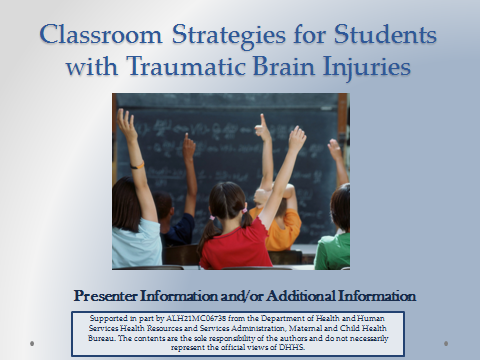 Classroom Strategies for Students
with Traumatic Brain Injuries
Presenter Information and/or Additional Information
Supported in part by ALH21MC06738 from the Department of Health and Human
Services Health Resources and Services Administration, Maternal and Child Health
Bureau. The contents are the sole responsibility of the authors and do not necessarily
represent the official views of DHHS.